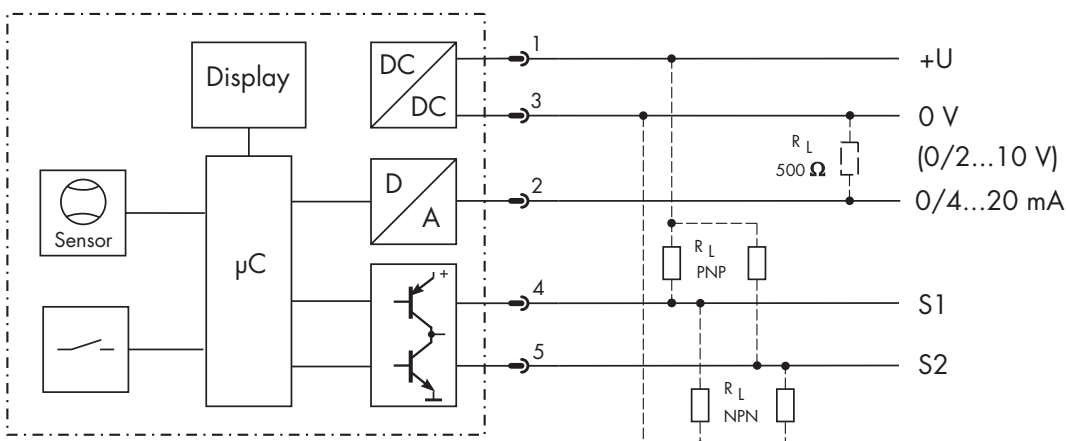 Display
DC
DC
1
+U
3
0 V
R L
500 Ω
(0/2...10 V)
Sensor
µC
D
A
2
0/4...20 mA
R L
PNP
+
4
S1
5
S2
R L
NPN